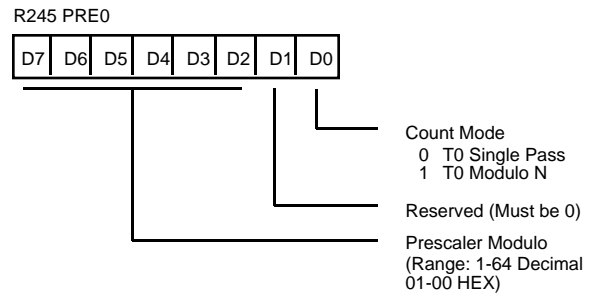 R245 PRE0
D7 D6 D5 D4 D3 D2 D1 D0
Count Mode
0 T0 Single Pass
1 T0 Modulo N
Reserved (Must be 0)
Prescaler Modulo
(Range: 1-64 Decimal
01-00 HEX)